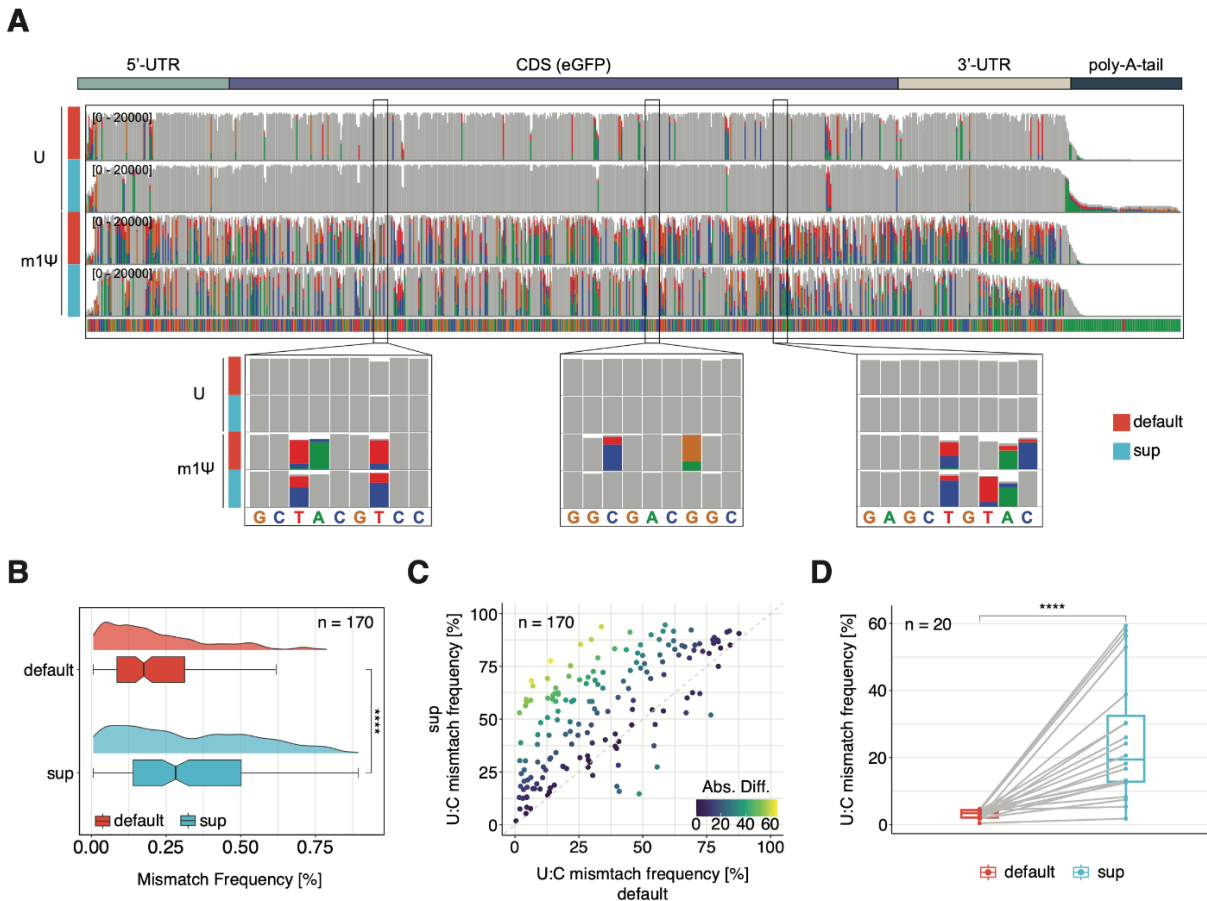 A
5'-UTR CDS (eGFP) 3'-UTR poly-A-tail
U
[0 - 20000]
[0 - 20000]
m1Ψ
[0 - 20000]
[0 - 20000]
U
m1Ψ
G C T A C G T C C
G G C G A C G G C
G A G C T G T A C
default
sup
B
n = 170
default
sup
****
default sup
0.00 0.25 0.50 0.75
Mismatch Frequency [%]
C
sup
U:C mismtach frequency [%]
n = 170
100
75
50
25
0
Abs. Diff.
0 20 40 60
0 25 50 75 100
U:C mismtach frequency [%]
default
D
U:C mismatch frequency [%]
n = 20
****
60
40
20
0
default sup